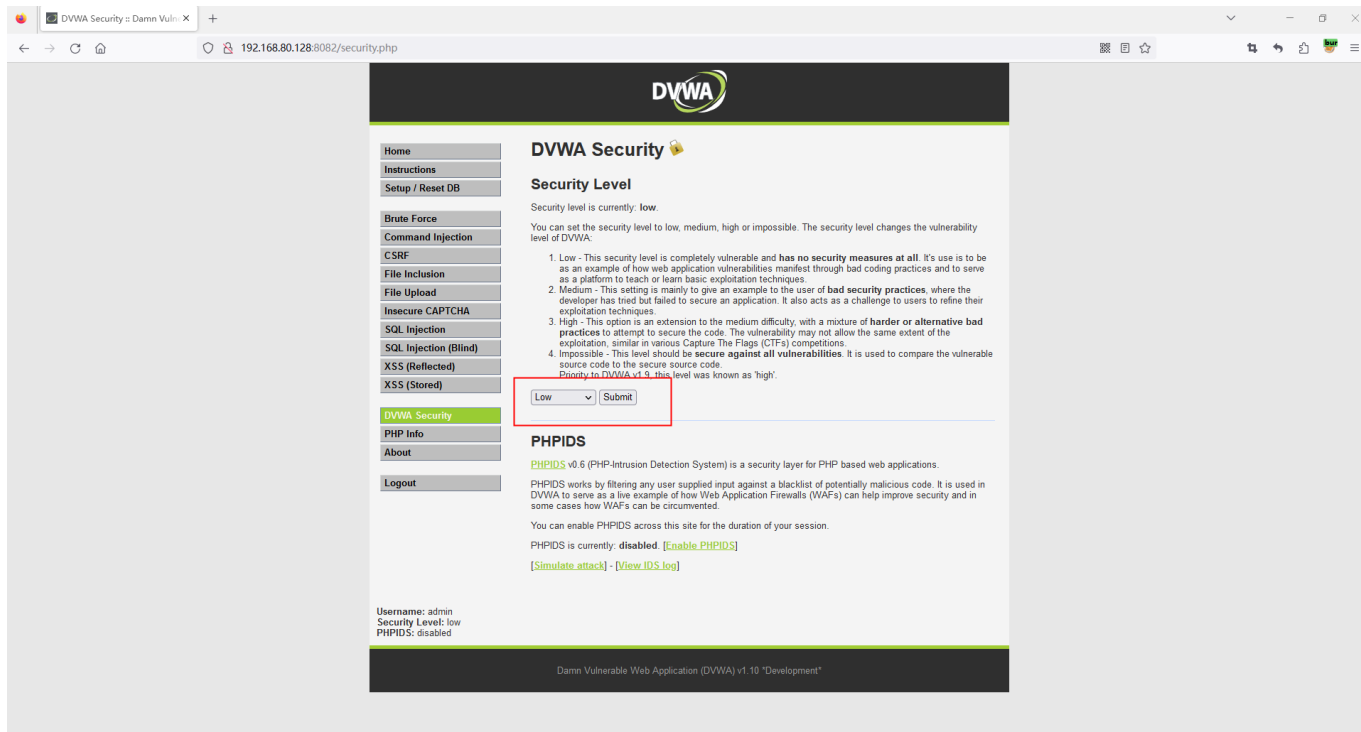 DVWA Security :: Damn Vuln
192.168.80.128:8082/security.php
bur
DVWA
Home
Instructions
Setup / Reset DB
Brute Force
Command Injection
CSRF
File Inclusion
File Upload
Insecure CAPTCHA
SQL Injection
SQL Injection (Blind)
XSS (Reflected)
XSS (Stored)
DVWA Security
PHP Info
About
Logout
DVWA Security
Security Level
Security level is currently: low.
You can set the security level to low, medium, high or impossible. The security level changes the vulnerability
level of DVWA:
1. Low - This security level is completely vulnerable and has no security measures at all. It's use is to be
as an example of how web application vulnerabilities manifest through bad coding practices and to serve
as a platform to teach or learn basic exploitation techniques.
2. Medium - This setting is mainly to give an example to the user of bad security practices, where the
developer has tried but failed to secure an application. It also acts as a challenge to users to refine their
exploitation techniques.
3. High - This option is an extension to the medium difficulty, with a mixture of harder or alternative bad
practices to attempt to secure the code. The vulnerability may not allow the same extent of the
exploitation, similar in various Capture The Flags (CTFs) competitions.
4. Impossible - This level should be secure against all vulnerabilities. It is used to compare the vulnerable
source code to the secure source code.
Priority to DVWA v1.9, this level was known as 'high'.
Low Submit
PHPIDS
PHPIDS v0.6 (PHP-Intrusion Detection System) is a security layer for PHP based web applications.
PHPIDS works by filtering any user supplied input against a blacklist of potentially malicious code. It is used in
DVWA to serve as a live example of how Web Application Firewalls (WAFs) can help improve security and in
some cases how WAFs can be circumvented.
You can enable PHPIDS across this site for the duration of your session.
PHPIDS is currently: disabled. [Enable PHPIDS]
[Simulate attack] - [View IDS log]
Username: admin
Security Level: low
PHPIDS: disabled
Damn Vulnerable Web Application (DVWA) v1.10 *Development*